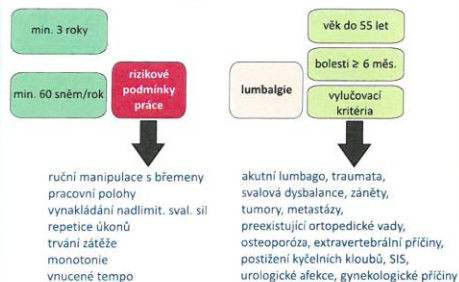 min. 3 roky
min. 60 sněm/rok
rizikové
podmínky
práce
lumbalgie
věk do 55 let
bolesti ≥ 6 měs.
vylučovací
kritéria
ruční manipulace s břemeny
pracovní polohy
vynakládání nadlimit. sval. sil
repetice úkonů
trvání zátěže
monotonie
vnucené tempo
akutní lumbago, traumata,
svalová dysbalance, záněty,
tumory, metastázy,
preexistující ortopedické vady,
osteoporóza, extravertebrální příčiny,
postižení kyčelních kloubů, SIS,
urologické afekce, gynekologické příčiny